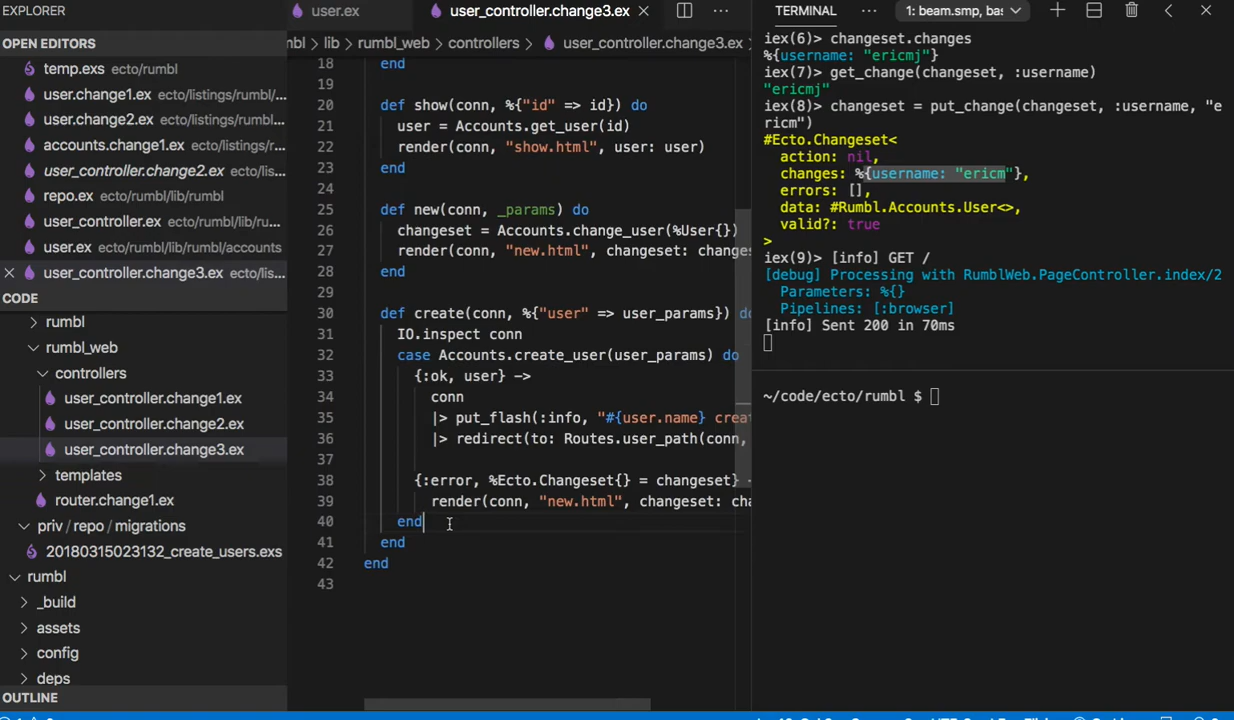 EXPLORER
OPEN EDITORS
temp.exs ecto/rumbl
user.change1.ex ecto/listings/rumbl/...
user.change2.ex ecto/listings/rumbl...
accounts.change1.ex ecto/listings/r...
user_controller.change2.ex ecto/lis...
repo.ex ecto/rumbl/lib/rumbl
user_controller.ex ecto/rumbl/lib/ru...
user.ex ecto/rumbl/lib/rumbl/accounts
user_controller.change3.ex ecto/lis...
CODE
rumbl
rumbl_web
controllers
user_controller.change1.ex
user_controller.change2.ex
user_controller.change3.ex
templates
router.change1.ex
priv / repo / migrations
20180315023132_create_users.exs
rumbl
_build
assets
config
deps
OUTLINE
user.ex user_controller.change3.ex
mbl › lib › rumbl_web › controllers › user_controller.change3.ex ›
18 end
19
20 def show(conn, %{"id" => id}) do
21 user = Accounts.get_user(id)
22 render(conn, "show.html", user: user)
23 end
24
25 def new(conn, _params) do
26 changeset = Accounts.change_user(%User{})
27 render(conn, "new.html", changeset: changes
28 end
29
30 def create(conn, %{"user" => user_params}) do
31 IO.inspect conn
32 case Accounts.create_user(user_params) do
33 {:ok, user} ->
34 conn
35 |> put_flash(:info, "#{user.name} crea
36 |> redirect(to: Routes.user_path(conn,
37
38 {:error, %Ecto.Changeset{} = changeset}
39 render(conn, "new.html", changeset: cha
40 end
41 end
42 end
43
TERMINAL ... 1: beam.smp, bas
iex(6)> changeset.changes
%{username: "ericmj"}
iex(7)> get_change(changeset, :username)
"ericmj"
iex(8)> changeset = put_change(changeset, :username, "e
ricm")
#Ecto.Changeset<
action: nil,
changes: %{username: "ericm"},
errors: [],
data: #Rumbl.Accounts.User<>,
valid?: true
>
iex(9)> [info] GET /
[debug] Processing with RumblWeb.PageController.index/2
Parameters: %{}
Pipelines: [:browser]
[info] Sent 200 in 70ms
~/code/ecto/rumbl $